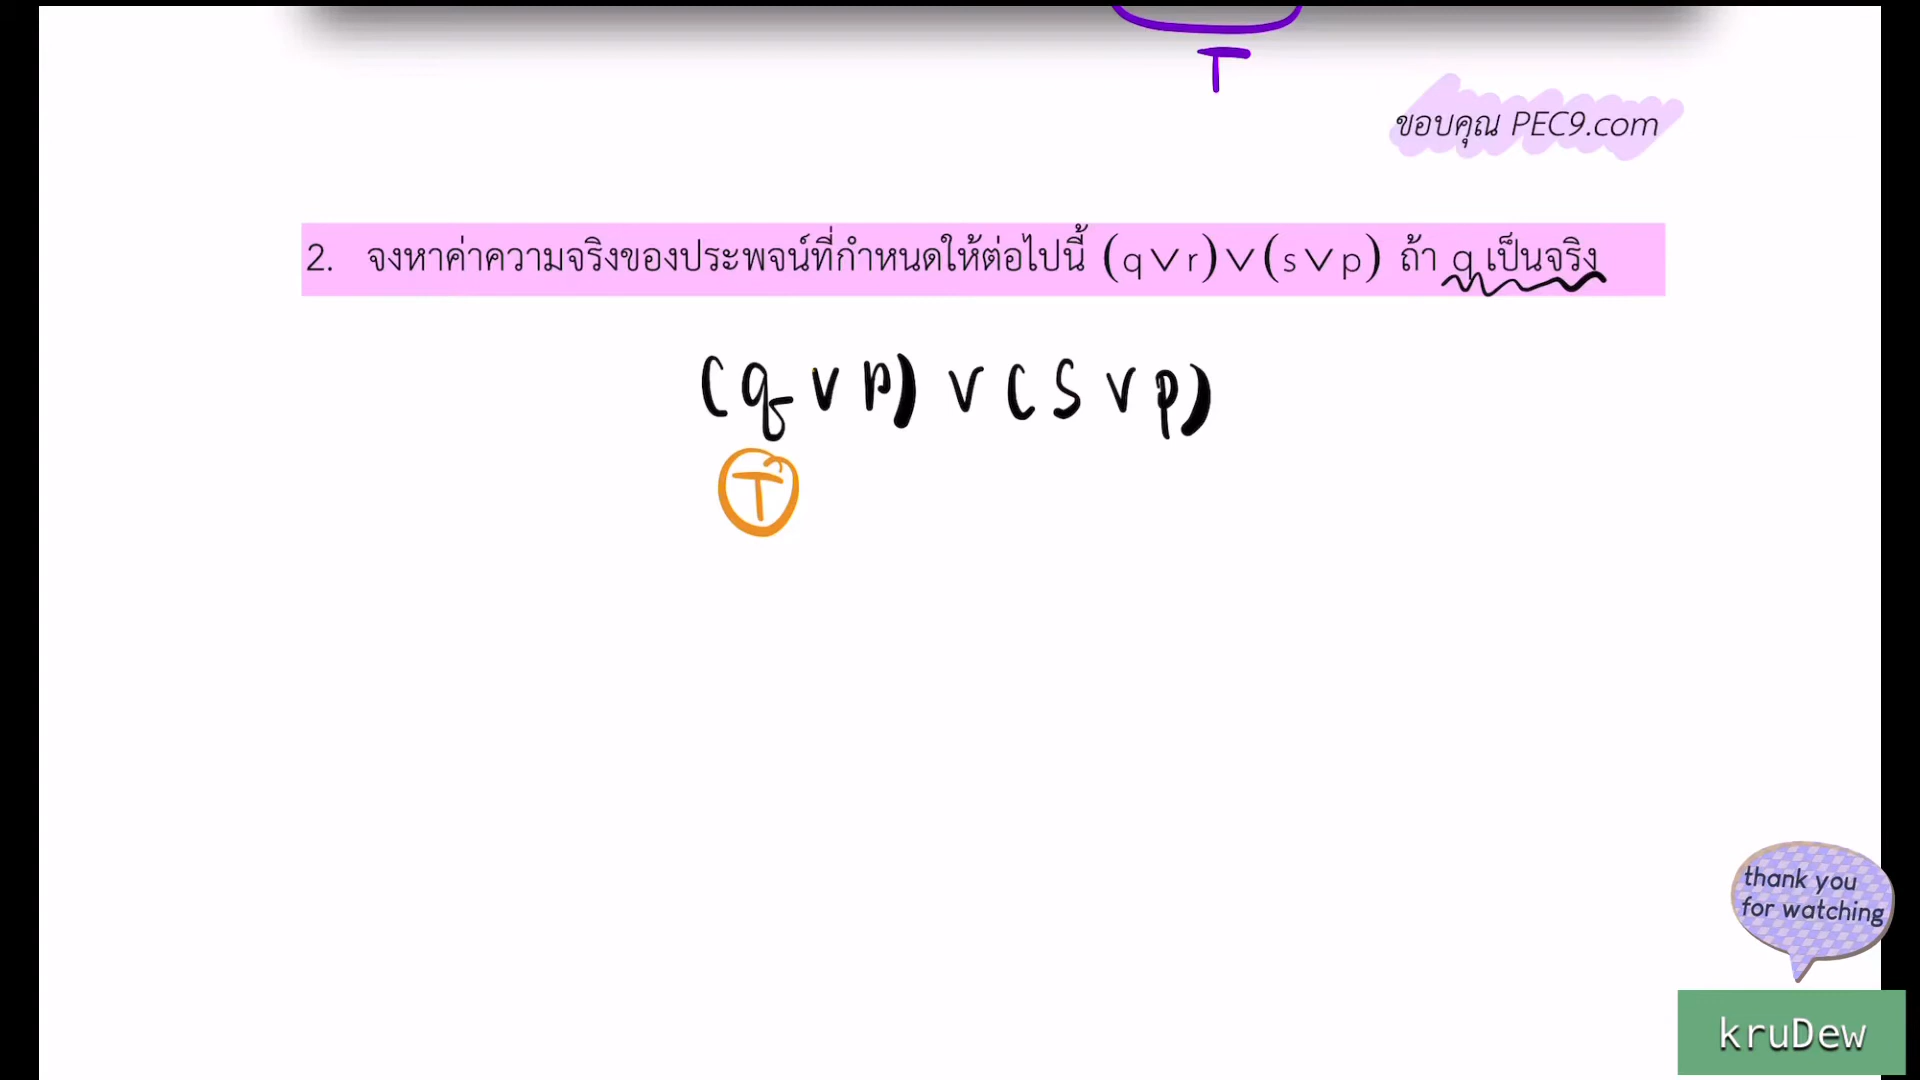 T
ขอบคุณ PEC9.com
2. จงหาค่าความจริงของประพจน์ที่กำหนดให้ต่อไปนี้ (q∨r)∨(s∨p) ถ้า q เป็นจริง
(q ∨ p) ∨ (s ∨ p)
T
thank you
for watching
kruDew